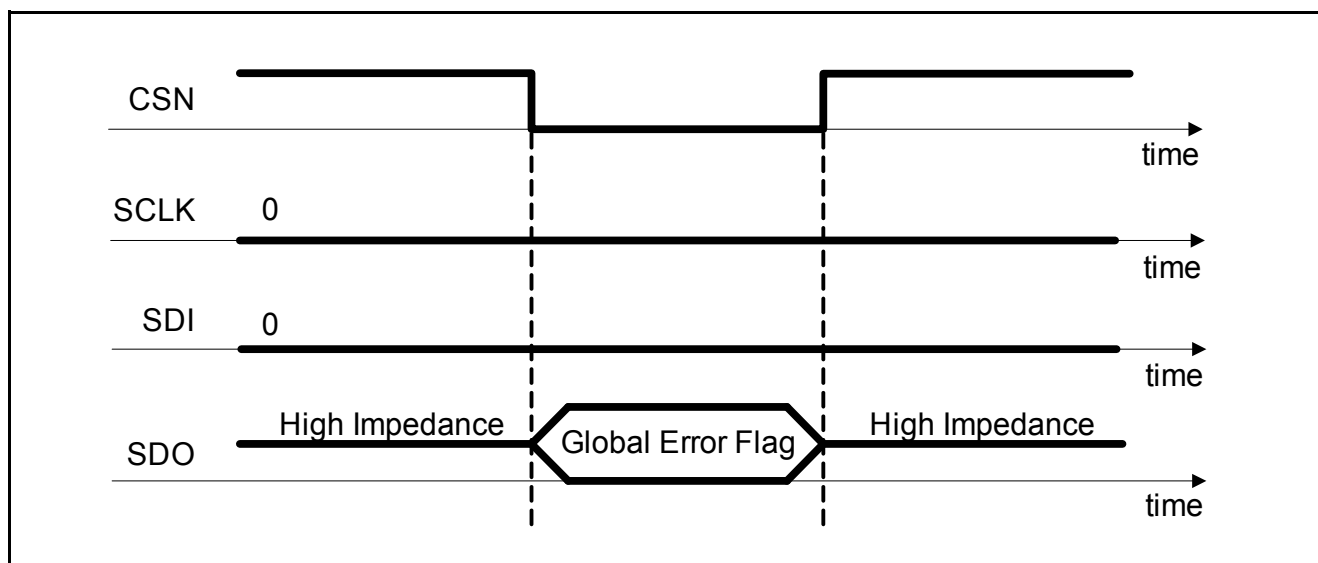 CSN
time
SCLK 0
time
SDI 0
time
High Impedance Global Error Flag High Impedance
SDO
time